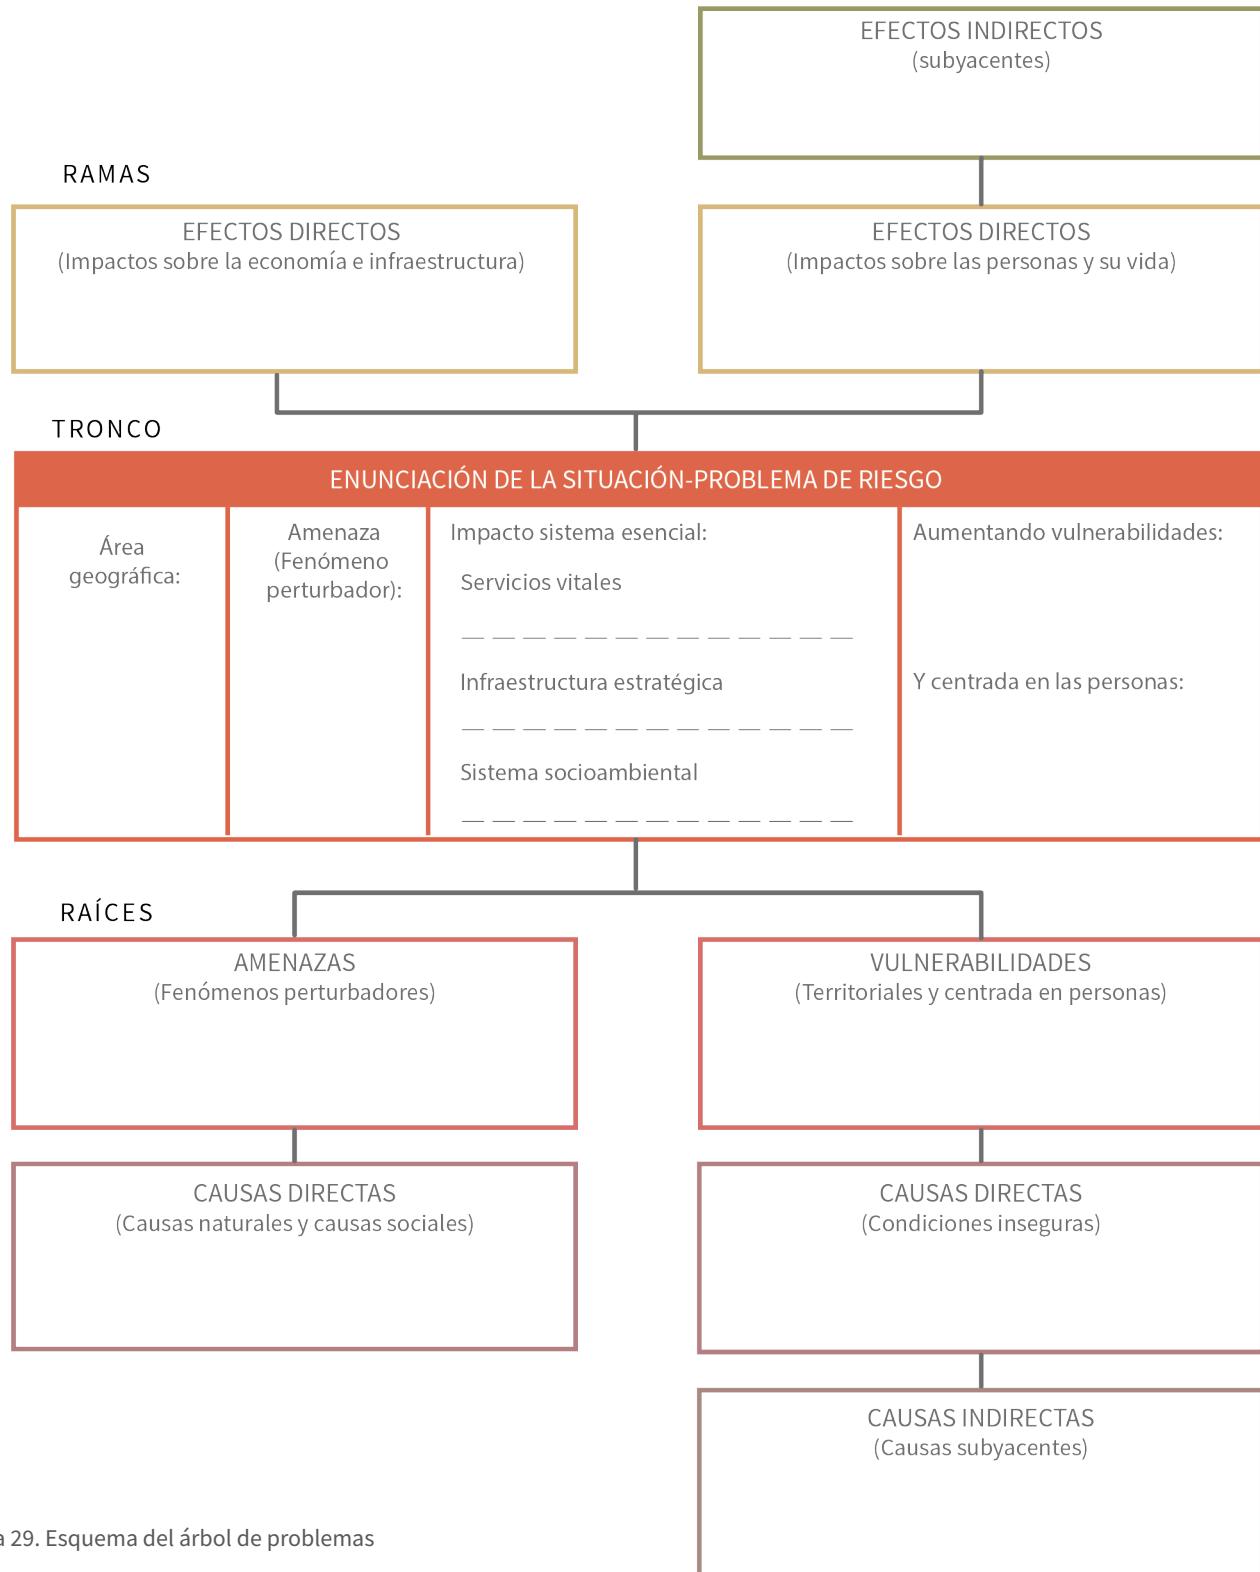 EFECTOS INDIRECTOS
(subyacentes)
RAMAS
EFECTOS DIRECTOS
(Impactos sobre la economía e infraestructura)
EFECTOS DIRECTOS
(Impactos sobre las personas y su vida)
TRONCO
ENUNCIACIÓN DE LA SITUACIÓN-PROBLEMA DE RIESGO
Área
geográfica:
Amenaza
(Fenómeno
perturbador):
Impacto sistema esencial:
Servicios vitales
Infraestructura estratégica
Sistema socioambiental
Aumentando vulnerabilidades:
Y centrada en las personas:
RAÍCES
AMENAZAS
(Fenómenos perturbadores)
VULNERABILIDADES
(Territoriales y centrada en personas)
CAUSAS DIRECTAS
(Causas naturales y causas sociales)
CAUSAS DIRECTAS
(Condiciones inseguras)
CAUSAS INDIRECTAS
(Causas subyacentes)
a 29. Esquema del árbol de problemas